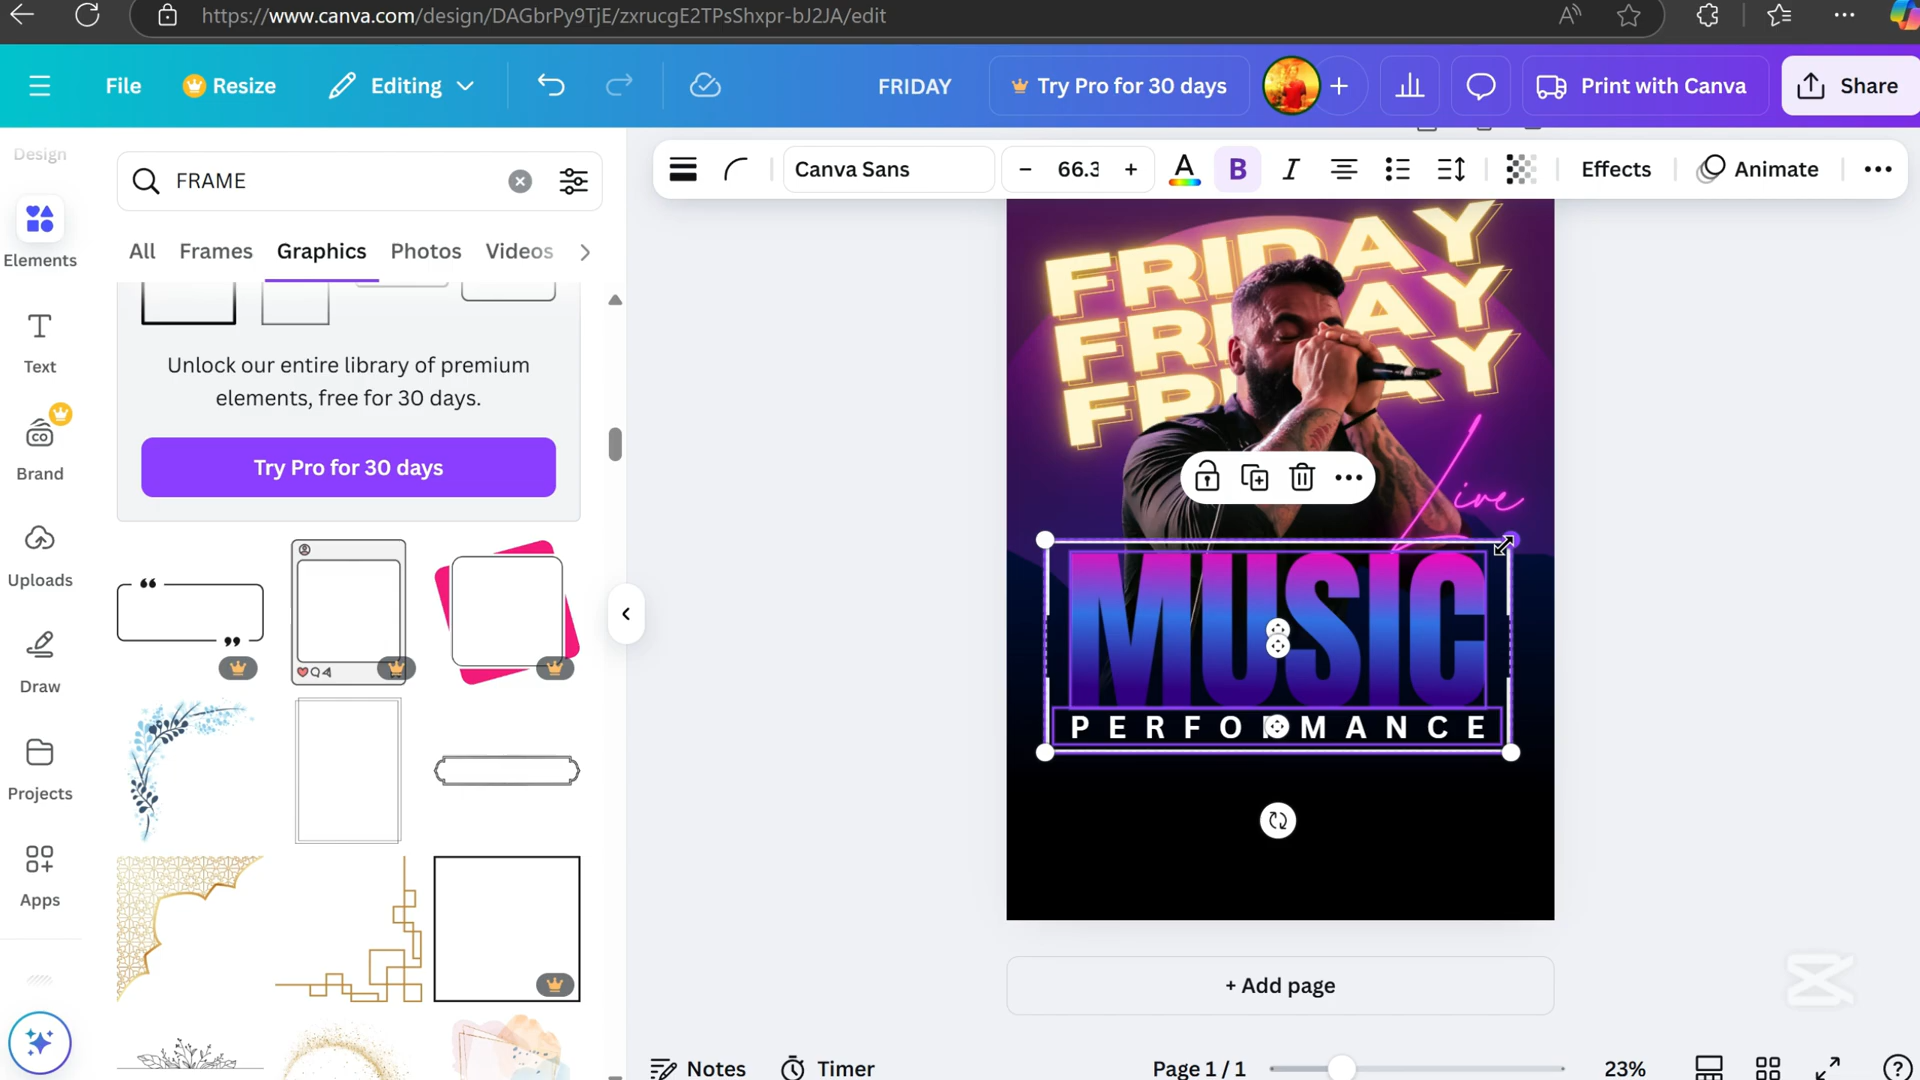 https://www.canva.com/design/DAGbrPy9TjE/zxrucgE2TPsShxpr-bJ2JA/edit
File
Resize
Editing
FRIDAY
Try Pro for 30 days
Print with Canva
Share
Design
Elements
Text
Brand
Uploads
Draw
Projects
Apps
FRAME
All
Frames
Graphics
Photos
Videos
Unlock our entire library of premium
elements, free for 30 days.
Try Pro for 30 days
Canva Sans
66.3
A
B
I
Effects
Animate
FRIDAY
Live
MUSIC
PERFORMANCE
+ Add page
Notes
Timer
Page 1 / 1
23%